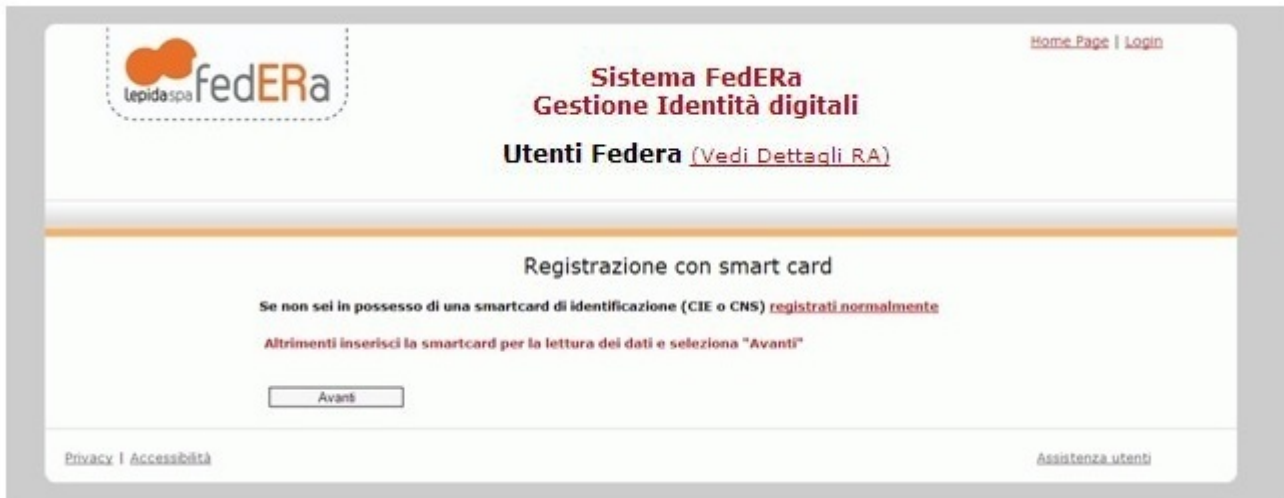 Home Page | Login
lepidaspa fedERa
Sistema FedERa
Gestione Identità digitali
Utenti Federa (Vedi Dettagli RA)
Registrazione con smart card
Se non sei in possesso di una smartcard di identificazione (CIE o CNS) registrati normalmente
Altrimenti inserisci la smartcard per la lettura dei dati e seleziona "Avanti"
Avanti
Privacy | Accessibilità
Assistenza utenti